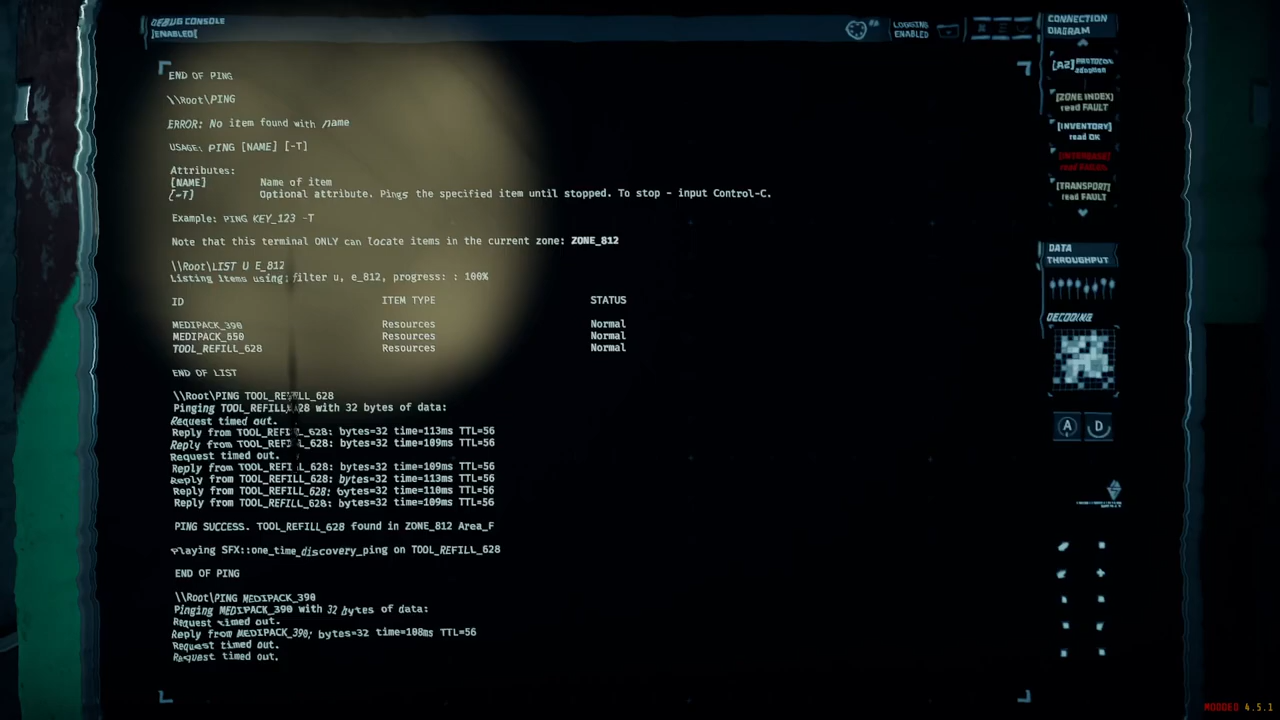 DEBUG CONSOLE
]ENABLED[
LOGGING
ENABLED
CONNECTION
DIAGRAM
END OF PING
\\Root\PING
ERROR: No item found with name
USAGE: PING [NAME] [-T]
Attributes:
[NAME] Name of item
[-T] Optional attribute. Pings the specified item until stopped. To stop - input Control-C.
Example: PING KEY_123 -T
Note that this terminal ONLY can locate items in the current zone: ZONE_812
\\Root\LIST U E_812
Listing items using filter u, e_812, progress: : 100%
ID ITEM TYPE STATUS
MEDIPACK_390 Resources Normal
MEDIPACK_650 Resources Normal
TOOL_REFILL_628 Resources Normal
END OF LIST
\\Root\PING TOOL_REFILL_628
Pinging TOOL_REFILL_628 with 32 bytes of data:
Request timed out.
Reply from TOOL_REFILL_628: bytes=32 time=113ms TTL=56
Reply from TOOL_REFILL_628: bytes=32 time=109ms TTL=56
Request timed out.
Reply from TOOL_REFILL_628: bytes=32 time=109ms TTL=56
Reply from TOOL_REFILL_628: bytes=32 time=113ms TTL=56
Reply from TOOL_REFILL_628: bytes=32 time=110ms TTL=56
Reply from TOOL_REFILL_628: bytes=32 time=109ms TTL=56
PING SUCCESS. TOOL_REFILL_628 found in ZONE_812 Area_F
Playing SFX::one_time_discovery_ping on TOOL_REFILL_628
END OF PING
\\Root\PING MEDIPACK_390
Pinging MEDIPACK_390 with 32 bytes of data:
Request timed out.
Reply from MEDIPACK_390: bytes=32 time=108ms TTL=56
Request timed out.
Request timed out.
[A2] PROTOCOL
[ZONE INDEX]
read FAULT
[INVENTORY]
read OK
[TRANSPORT]
read FAULT
DATA
THROUGHPUT
DECODING
A D
MODDED 4.5.1